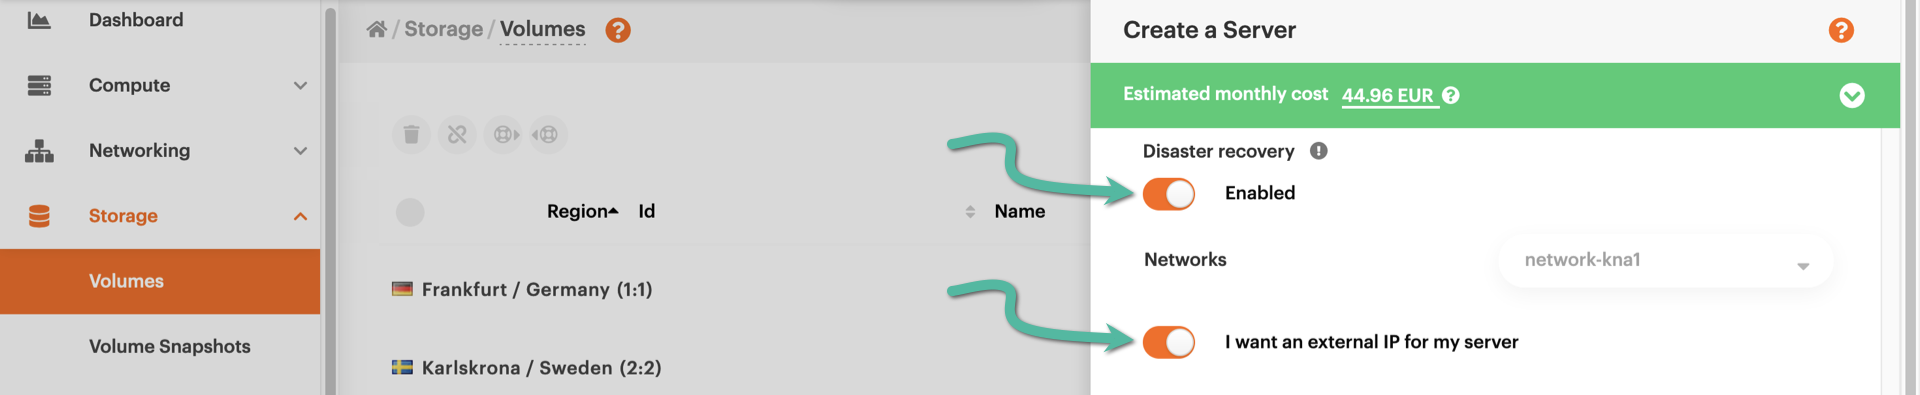 Dashboard
Compute
Networking
Storage
Volumes
Volume Snapshots
/ Storage / Volumes ?
Region Id Name
Frankfurt / Germany (1:1)
Karlskrona / Sweden (2:2)
Create a Server ?
Estimated monthly cost 44.96 EUR ?
Disaster recovery !
Enabled
Networks network-kna1
I want an external IP for my server